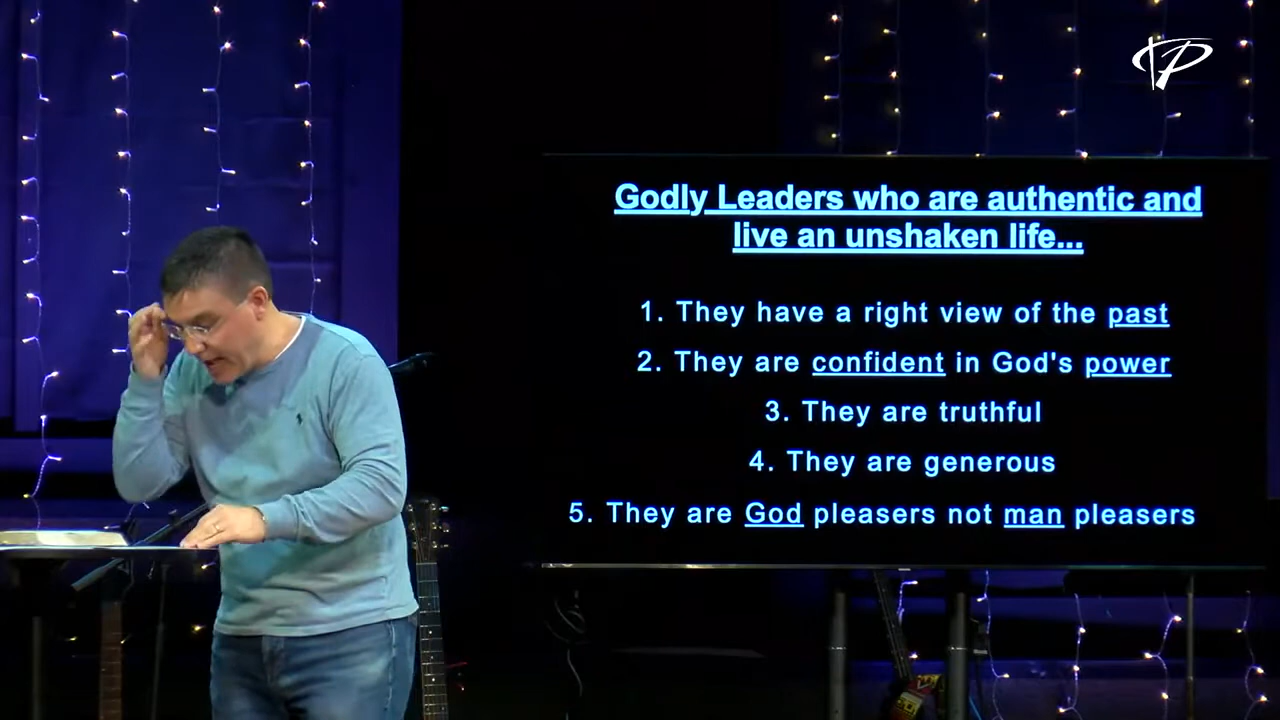 Godly Leaders who are authentic and
live an unshaken life...
1. They have a right view of the past
2. They are confident in God's power
3. They are truthful
4. They are generous
5. They are God pleasers not man pleasers